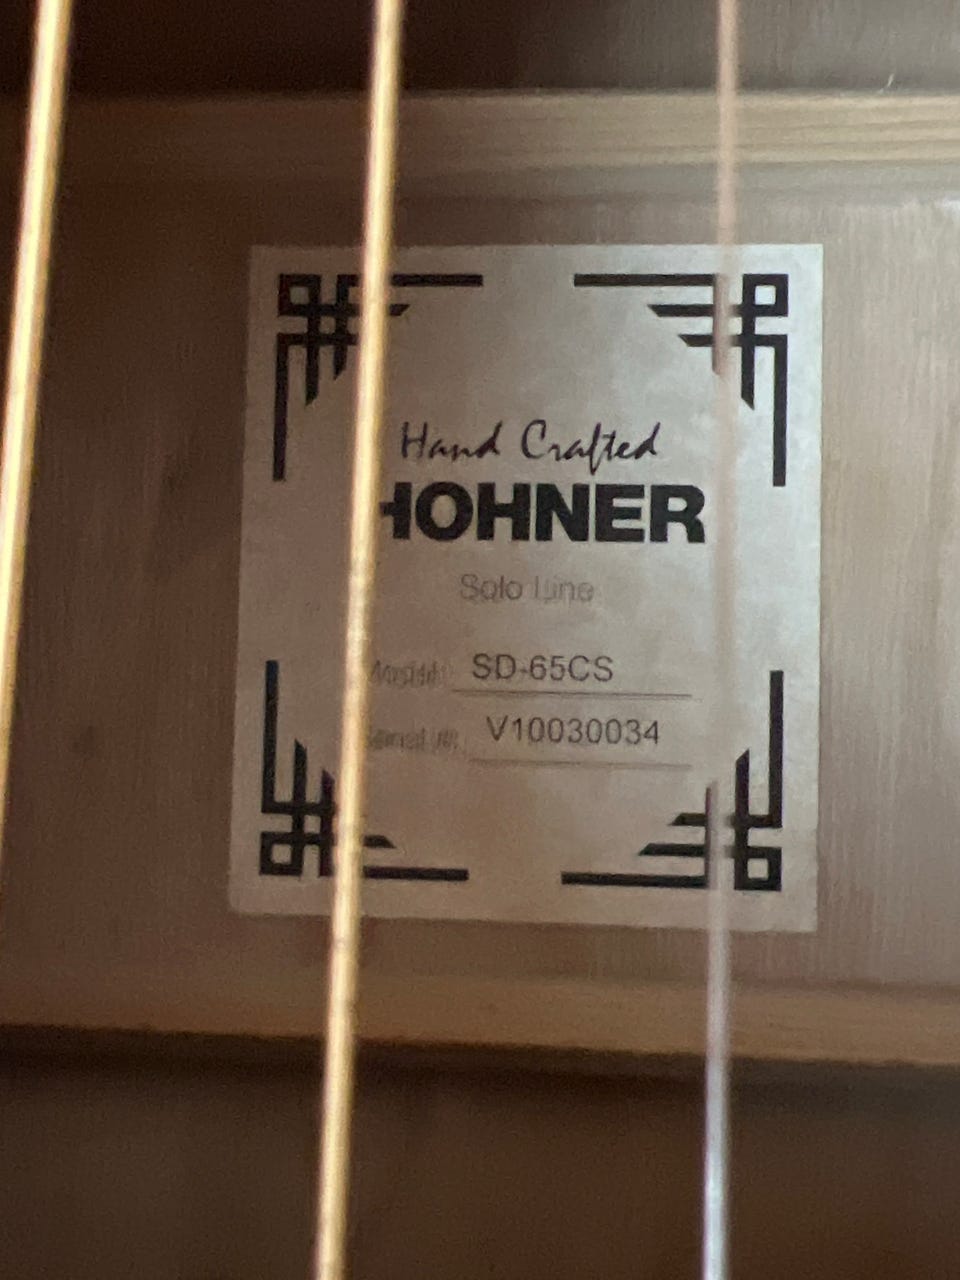 Hand Crafted
HOHNER
Solo Line
SD-65CS
V10030034